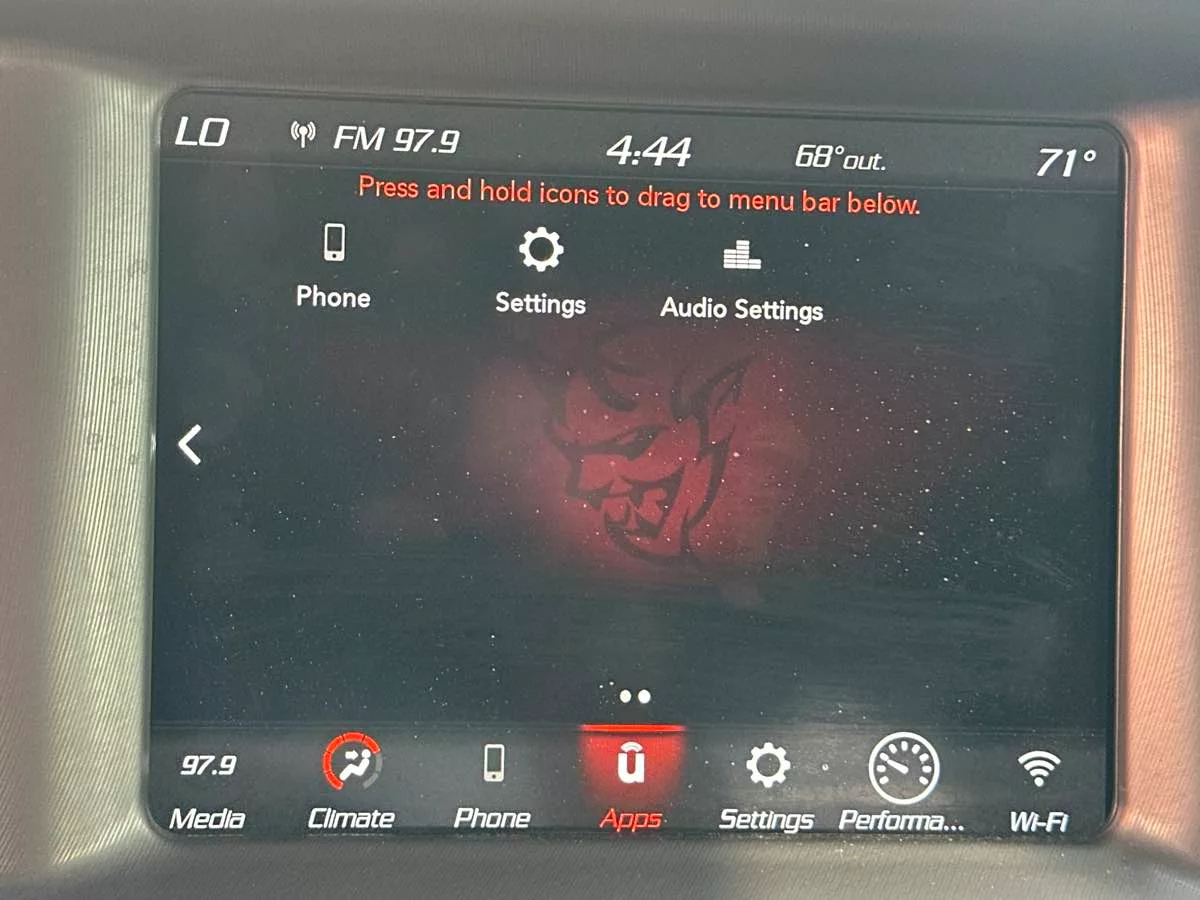 LO FM 97.9 4:44 68°out. 71°
Press and hold icons to drag to menu bar below.
Phone Settings Audio Settings
97.9 ū
Media Climate Phone Apps Settings Performa... Wi-Fi